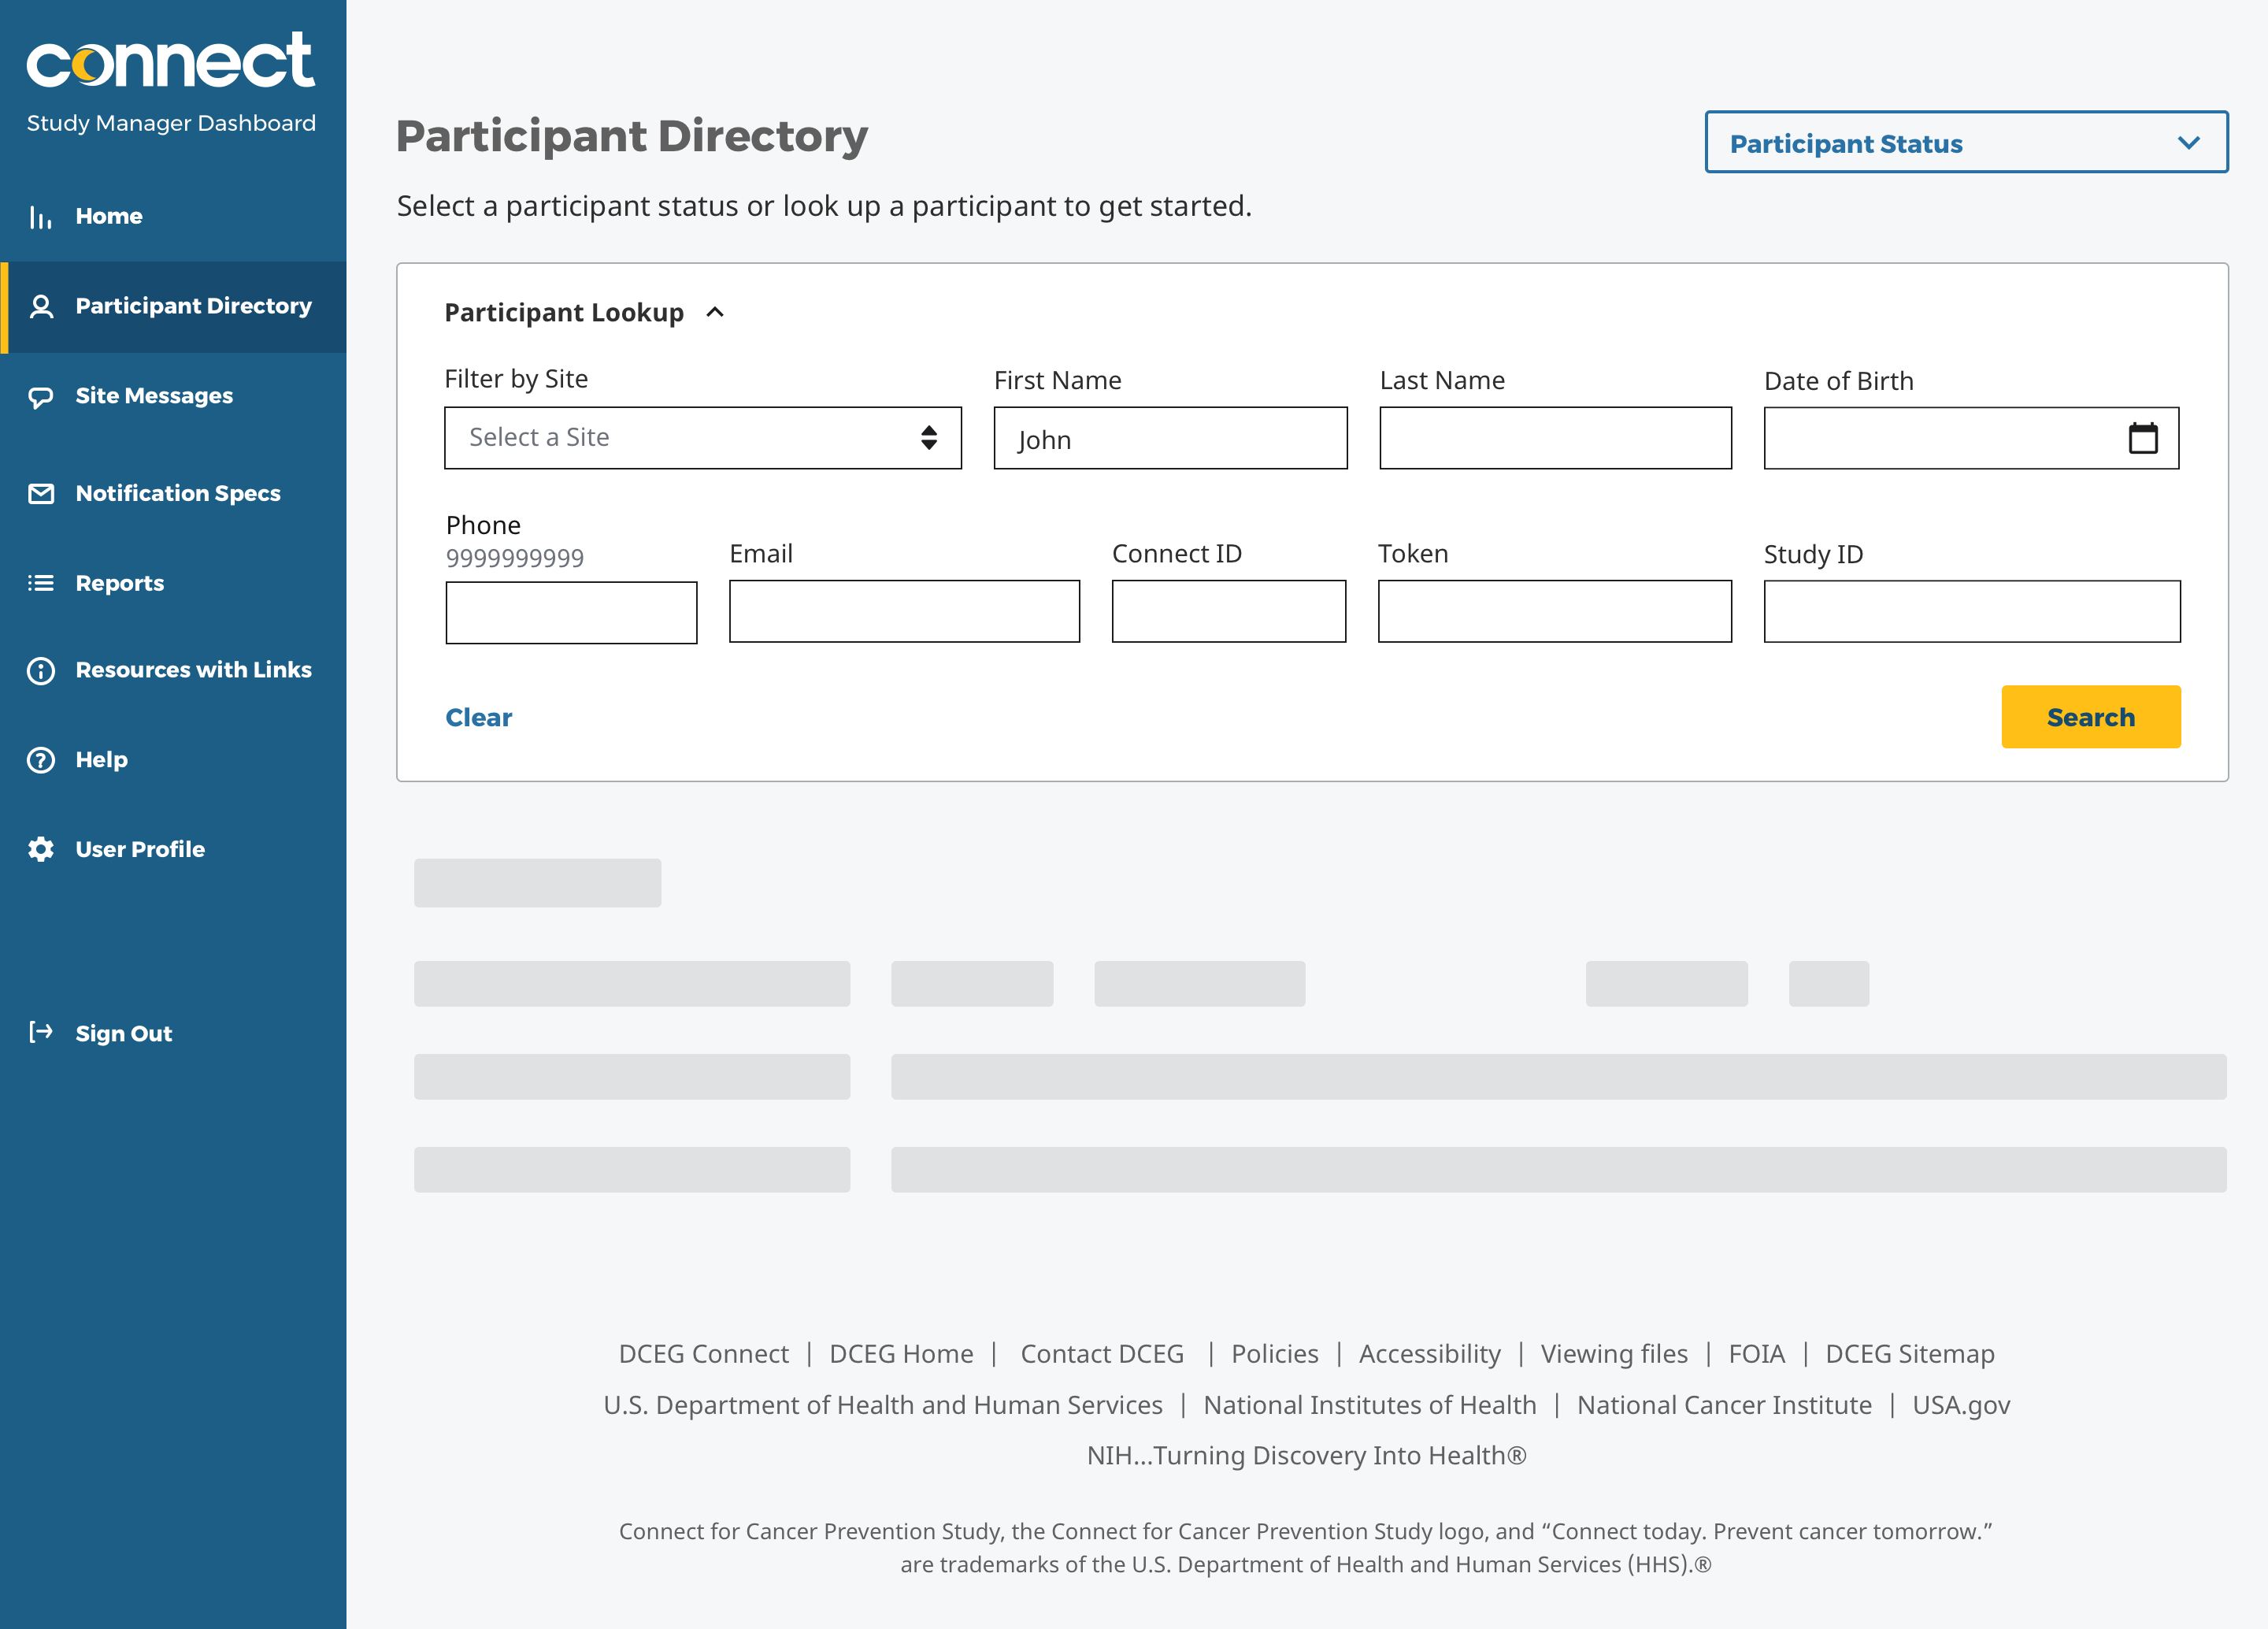 connect
Study Manager Dashboard
Home
Participant Directory
Site Messages
Notification Specs
Reports
Resources with Links
Help
User Profile
Sign Out
Participant Directory
Participant Status
Select a participant status or look up a participant to get started.
Participant Lookup
Filter by Site
First Name
Last Name
Date of Birth
Select a Site
John
Phone
9999999999
Email
Connect ID
Token
Study ID
Clear
Search
DCEG Connect | DCEG Home | Contact DCEG | Policies | Accessibility | Viewing files | FOIA | DCEG Sitemap
U.S. Department of Health and Human Services | National Institutes of Health | National Cancer Institute | USA.gov
NIH...Turning Discovery Into Health®
Connect for Cancer Prevention Study, the Connect for Cancer Prevention Study logo, and “Connect today. Prevent cancer tomorrow.”
are trademarks of the U.S. Department of Health and Human Services (HHS).®